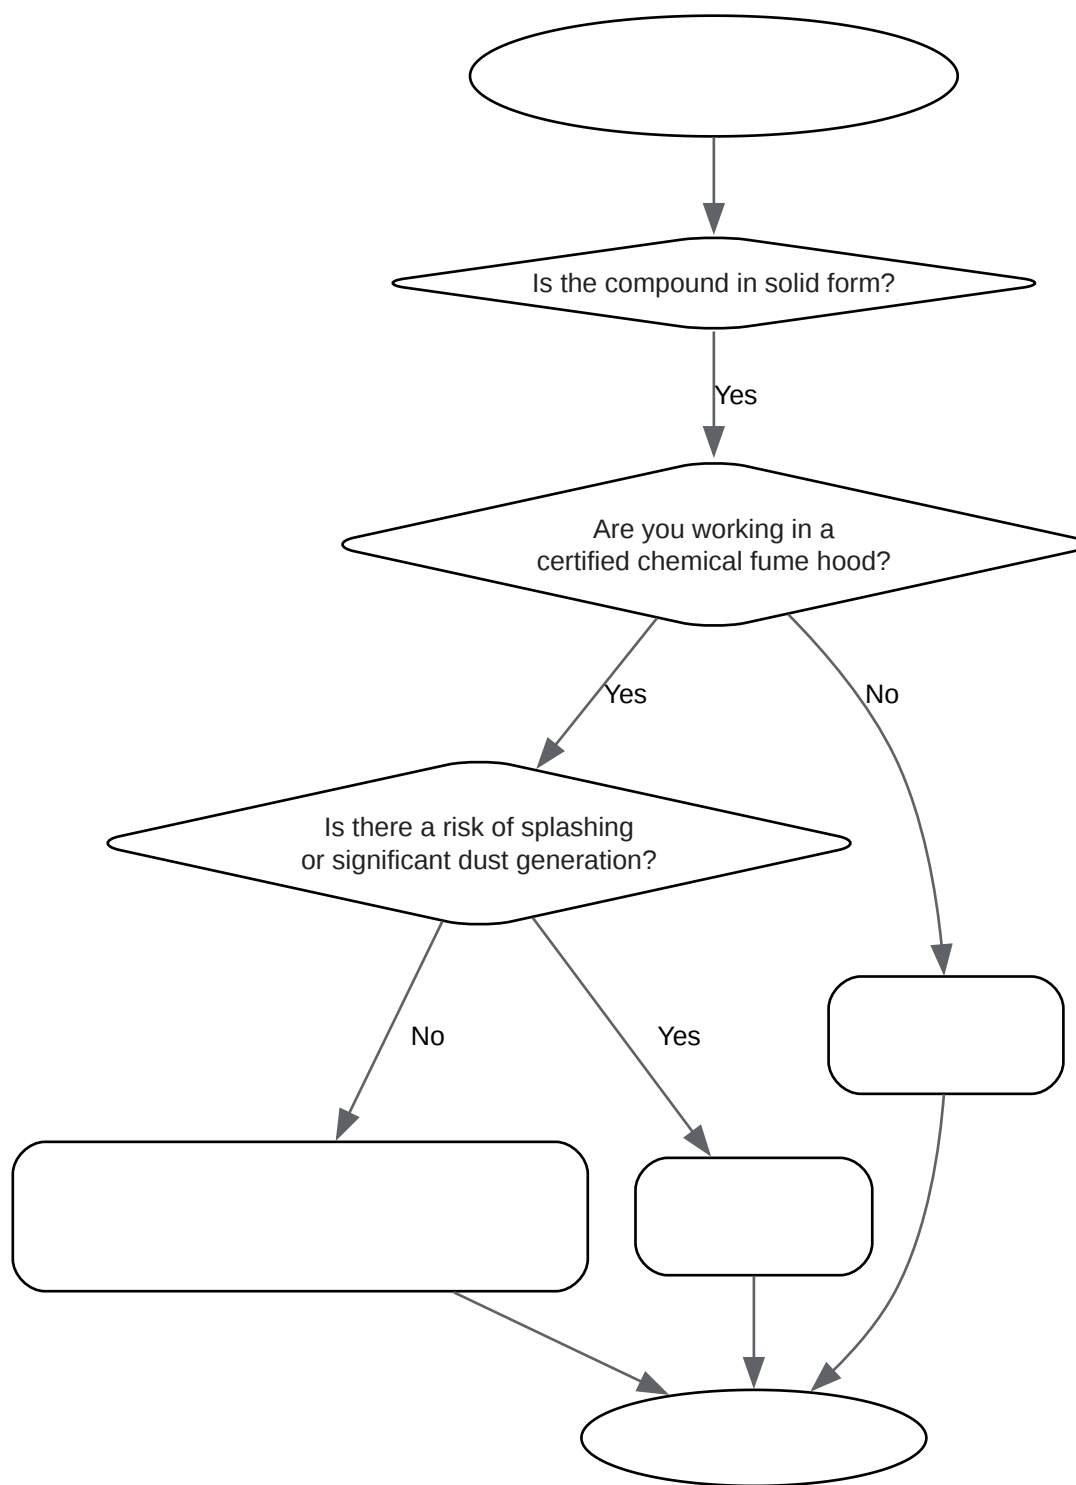 Is the compound in solid form?
Yes
Are you working in a
certified chemical fume hood?
Yes
No
Is there a risk of splashing
or significant dust generation?
No
Yes